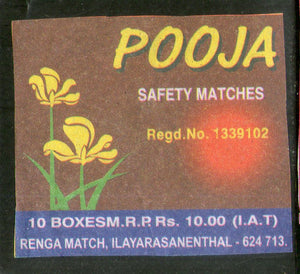 POOJA
SAFETY MATCHES
Regd.No. 1339102
10 BOXESM.R.P. Rs. 10.00 (I.A.T)
RENGA MATCH, ILAYARASANENTHAL - 624 713.